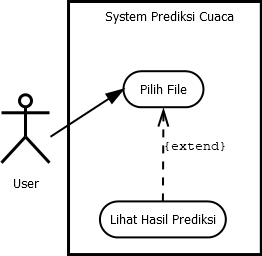 System Prediksi Cuaca
Pilih File
{extend}
User
Lihat Hasil Prediksi